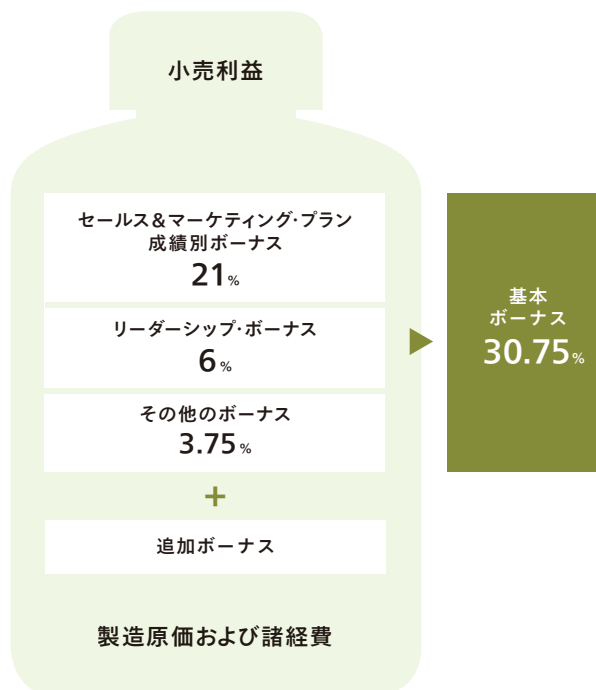 小売利益
セールス&マーケティング・プラン
成績別ボーナス
21%
リーダーシップ・ボーナス
6%
その他のボーナス
3.75%
+
追加ボーナス
製造原価および諸経費
基本
ボーナス
30.75%